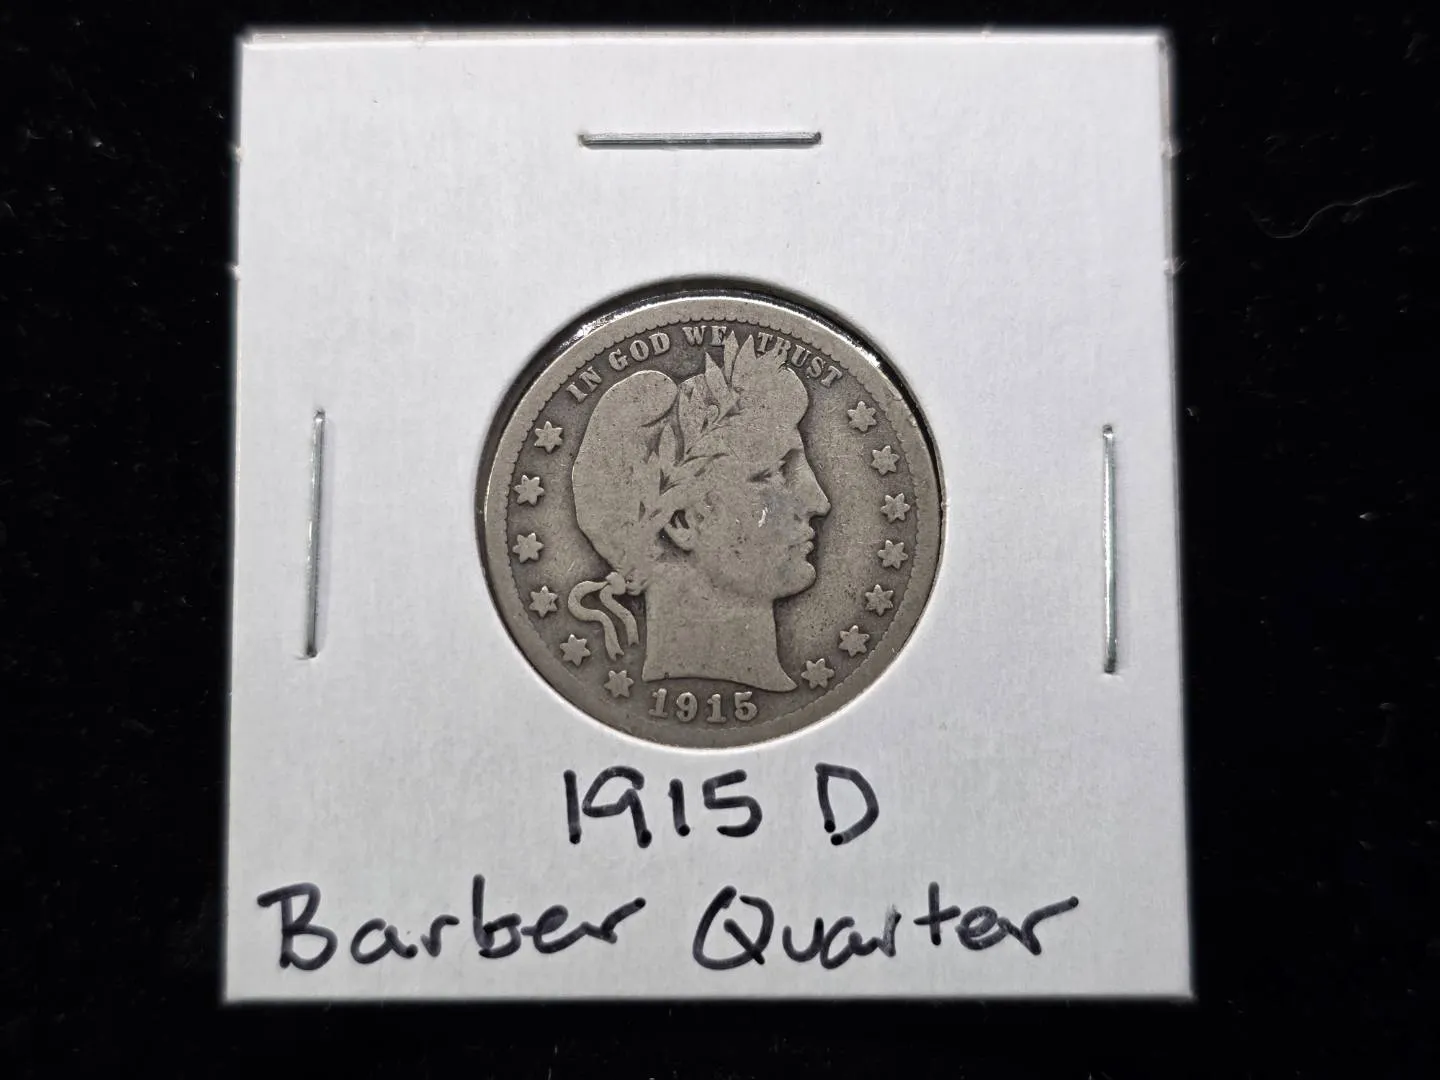 IN GOD WE TRUST
1915
1915 D
Barber Quarter